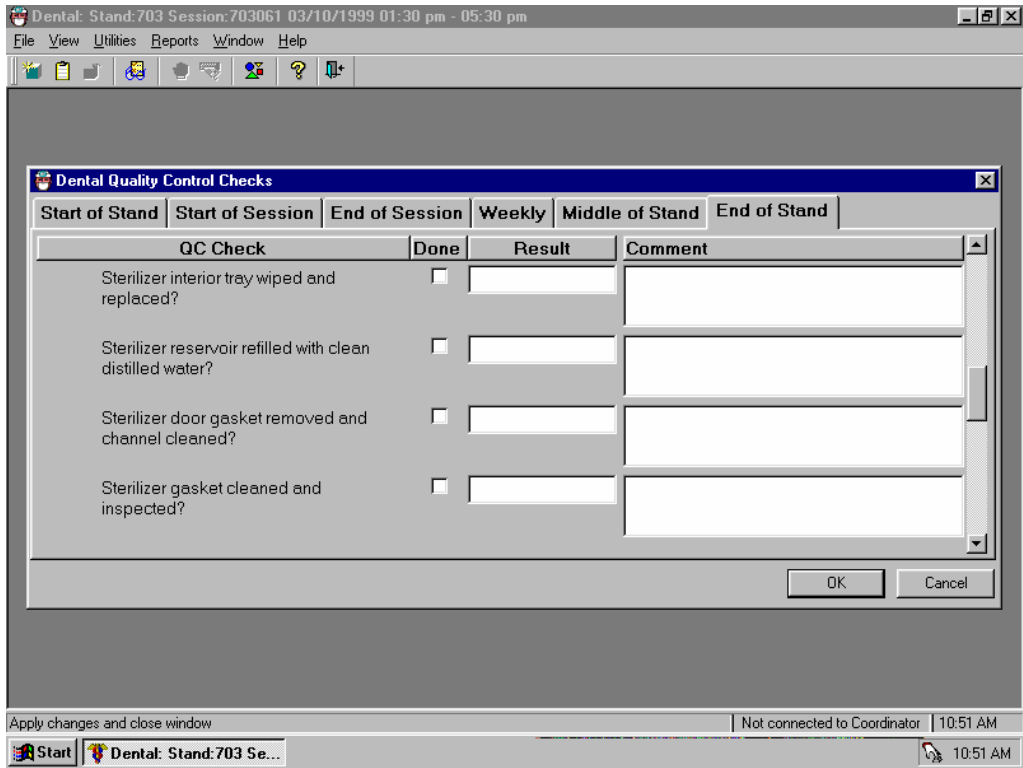 Dental: Stand:703 Session:703061 03/10/1999 01:30 pm - 05:30 pm
File View Utilities Reports Window Help
Dental Quality Control Checks
Start of Stand Start of Session End of Session Weekly Middle of Stand End of Stand
QC Check Done Result Comment
Sterilizer interior tray wiped and
replaced?
Sterilizer reservoir refilled with clean
distilled water?
Sterilizer door gasket removed and
channel cleaned?
Sterilizer gasket cleaned and
inspected?
OK Cancel
Apply changes and close window Not connected to Coordinator 10:51 AM
Start Dental: Stand:703 Se... 10:51 AM